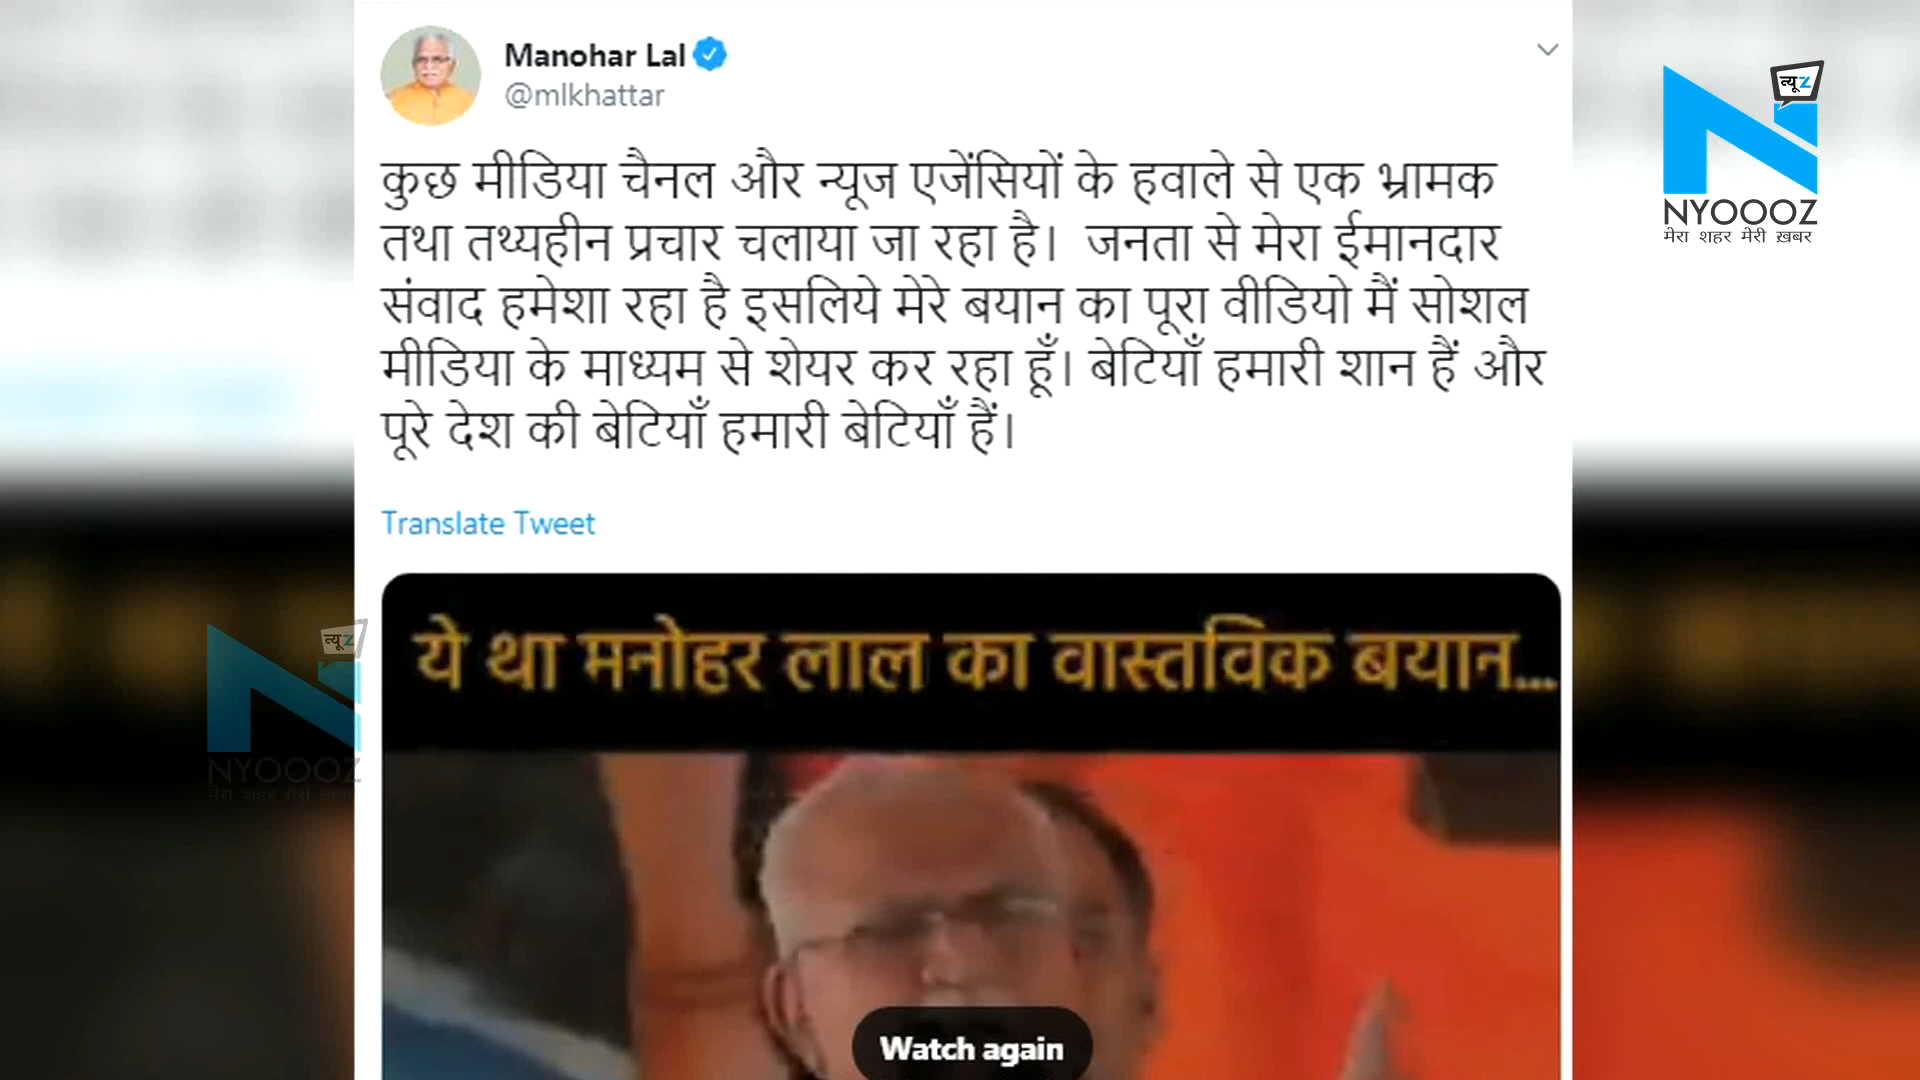 Manohar Lal
@mlkhattar
कुछ मीडिया चैनल और न्यूज एजेंसियों के हवाले से एक भ्रामक
तथा तथ्यहीन प्रचार चलाया जा रहा है। जनता से मेरा ईमानदार
संवाद हमेशा रहा है इसलिये मेरे बयान का पूरा वीडियो मैं सोशल
मीडिया के माध्यम से शेयर कर रहा हूँ। बेटियाँ हमारी शान हैं और
पूरे देश की बेटियाँ हमारी बेटियाँ हैं।
Translate Tweet
ये था मनोहर लाल का वास्तविक बयान...
Watch again
न्यूz
NYOOOZ
मेरा शहर मेरी ख़बर
न्यूz
NYOOOZ
मेरा शहर मेरी ख़बर